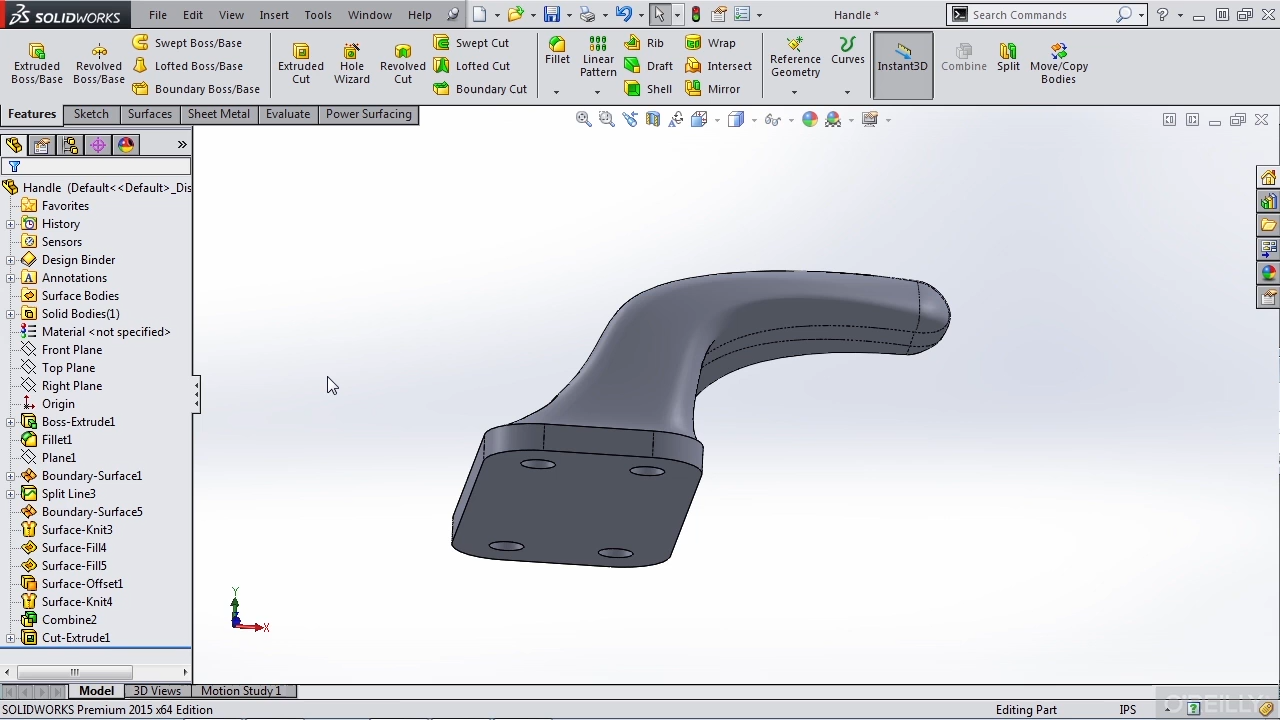 SOLIDWORKS File Edit View Insert Tools Window Help Handle * Search Commands
Extruded Boss/Base
Revolved Boss/Base
Swept Boss/Base
Lofted Boss/Base
Boundary Boss/Base
Extruded Cut
Hole Wizard
Revolved Cut
Swept Cut
Lofted Cut
Boundary Cut
Fillet
Linear Pattern
Rib
Draft
Shell
Wrap
Intersect
Mirror
Reference Geometry
Curves
Instant3D
Combine
Split
Move/Copy Bodies
Features Sketch Surfaces Sheet Metal Evaluate Power Surfacing
Handle (Default<<Default>_Dis
Favorites
History
Sensors
Design Binder
Annotations
Surface Bodies
Solid Bodies(1)
Material <not specified>
Front Plane
Top Plane
Right Plane
Origin
Boss-Extrude1
Fillet1
Plane1
Boundary-Surface1
Split Line3
Boundary-Surface5
Surface-Knit3
Surface-Fill4
Surface-Fill5
Surface-Offset1
Surface-Knit4
Combine2
Cut-Extrude1
Y
X
Model 3D Views Motion Study 1
SOLIDWORKS Premium 2015 x64 Edition Editing Part IPS
O'REILLY